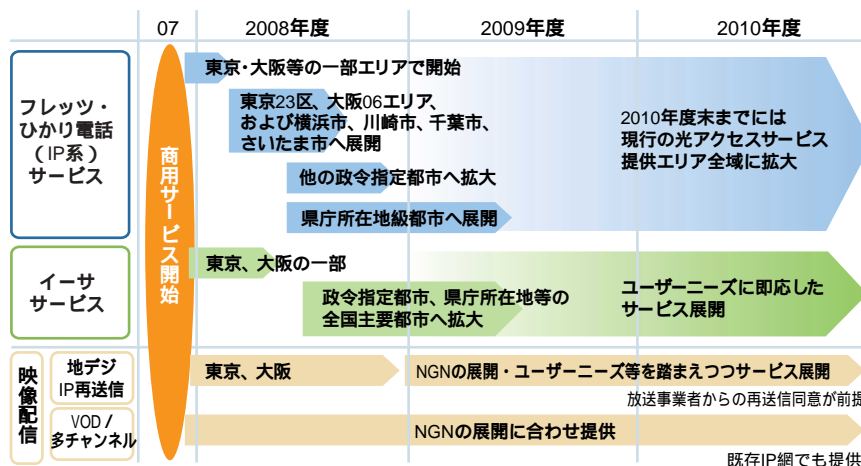 07
2008年度
2009年度
2010年度
フレッツ・
ひかり電話
（IP系）
サービス
商用サービス開始
東京・大阪等の一部エリアで開始
東京23区、大阪06エリア、
および横浜市、川崎市、千葉市、
さいたま市へ展開
他の政令指定都市へ拡大
県庁所在地級都市へ展開
2010年度末までには
現行の光アクセスサービス
提供エリア全域に拡大
イーサ
サービス
東京、大阪の一部
政令指定都市、県庁所在地等の
全国主要都市へ拡大
ユーザーニーズに即応した
サービス展開
映像配信
地デジ
IP再送信
東京、大阪
NGNの展開・ユーザーニーズ等を踏まえつつサービス展開
放送事業者からの再送信同意が前提
VOD /
多チャンネル
NGNの展開に合わせ提供
既存IP網でも提供